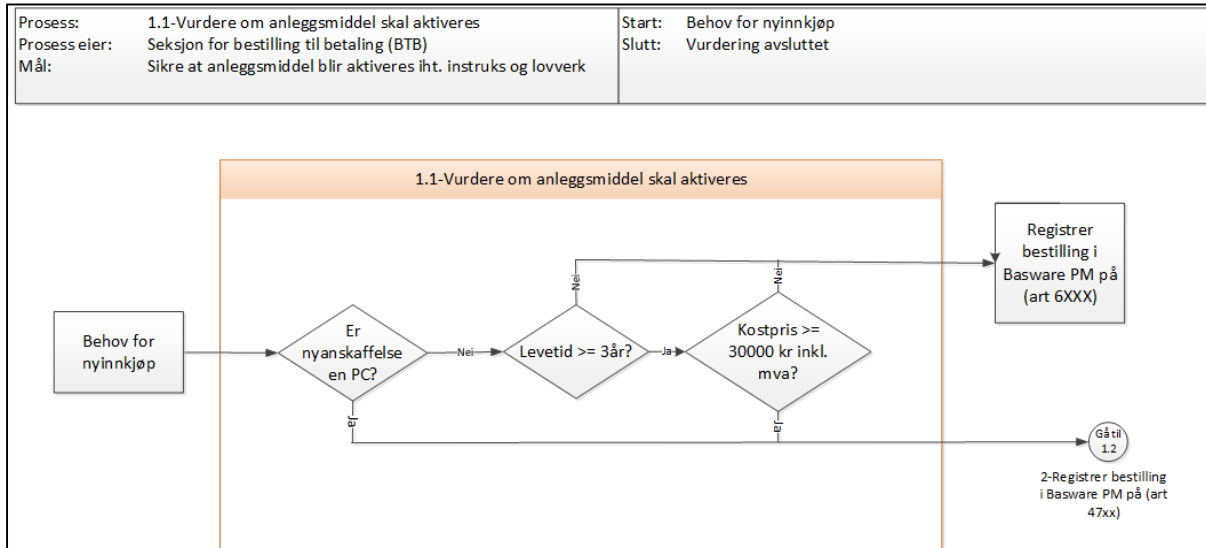 Prosess: 1.1-Vurdere om anleggsmiddel skal aktiveres
Prosess eier: Seksjon for bestilling til betaling (BTB)
Mål: Sikre at anleggsmiddel blir aktiveres iht. instruks og lovverk
Start: Behov for nyinnkjøp
Slutt: Vurdering avsluttet
1.1-Vurdere om anleggsmiddel skal aktiveres
Behov for
nyinnkjøp
Er
nyanskaffelse
en PC?
Nei
Ja
Levetid >= 3år?
Nei
Ja
Kostpris >=
30000 kr inkl.
mva?
Nei
Ja
Registrer
bestilling i
Basware PM på
(art 6XXX)
Gå til
1.2
2-Registrer bestilling
i Basware PM på (art
47xx)